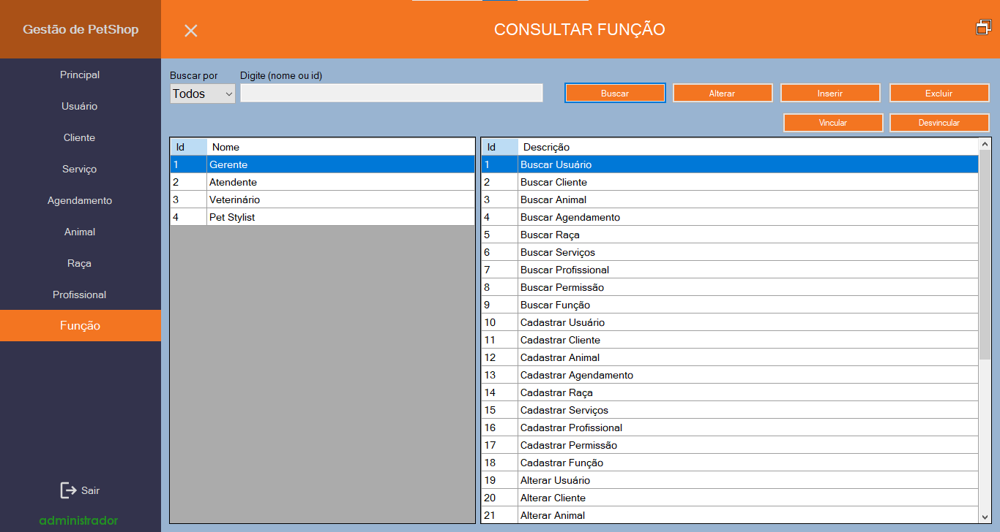 Gestão de PetShop
CONSULTAR FUNÇÃO
Principal
Usuário
Cliente
Serviço
Agendamento
Animal
Raça
Profissional
Função
Sair
administrador
Buscar por
Digite (nome ou id)
Todos
Buscar
Alterar
Inserir
Excluir
Vincular
Desvincular
Id Nome
1 Gerente
2 Atendente
3 Veterinário
4 Pet Stylist
Id Descrição
1 Buscar Usuário
2 Buscar Cliente
3 Buscar Animal
4 Buscar Agendamento
5 Buscar Raça
6 Buscar Serviços
7 Buscar Profissional
8 Buscar Permissão
9 Buscar Função
10 Cadastrar Usuário
11 Cadastrar Cliente
12 Cadastrar Animal
13 Cadastrar Agendamento
14 Cadastrar Raça
15 Cadastrar Serviços
16 Cadastrar Profissional
17 Cadastrar Permissão
18 Cadastrar Função
19 Alterar Usuário
20 Alterar Cliente
21 Alterar Animal